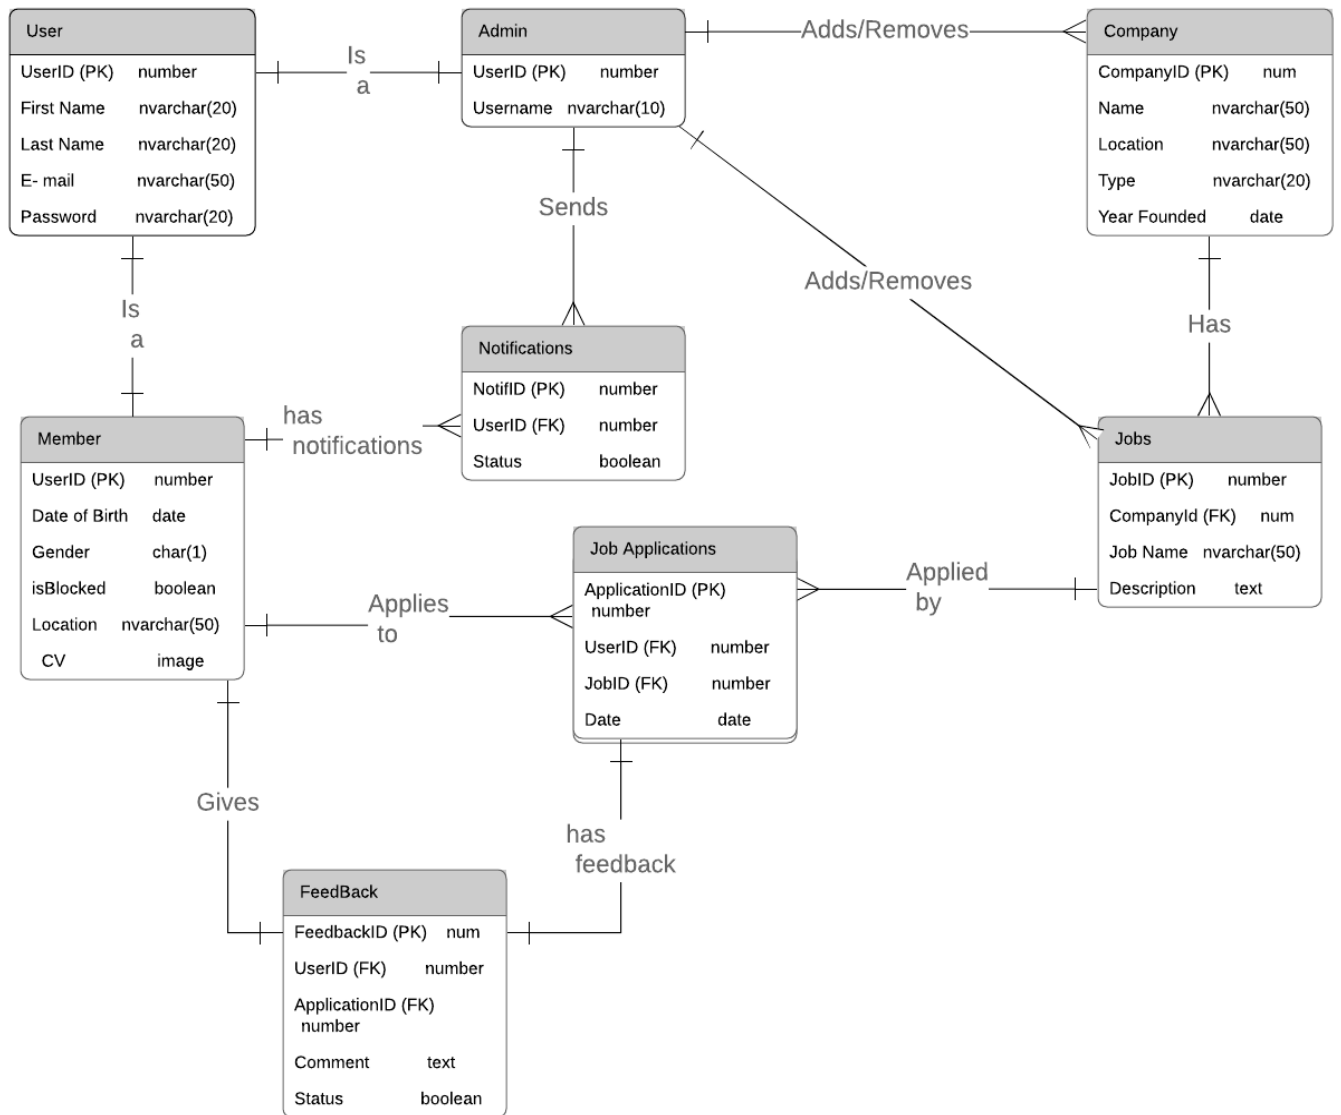 User
UserID (PK) number
First Name nvarchar(20)
Last Name nvarchar(20)
E- mail nvarchar(50)
Password nvarchar(20)
Is
a
Admin
UserID (PK) number
Username nvarchar(10)
Adds/Removes
Company
CompanyID (PK) num
Name nvarchar(50)
Location nvarchar(50)
Type nvarchar(20)
Year Founded date
Sends
Adds/Removes
Has
Is
a
Notifications
NotifID (PK) number
UserID (FK) number
Status boolean
has
notifications
Member
UserID (PK) number
Date of Birth date
Gender char(1)
isBlocked boolean
Location nvarchar(50)
CV image
Jobs
JobID (PK) number
CompanyId (FK) num
Job Name nvarchar(50)
Description text
Applies
to
Job Applications
ApplicationID (PK)
number
UserID (FK) number
JobID (FK) number
Date date
Applied
by
Gives
has
feedback
FeedBack
FeedbackID (PK) num
UserID (FK) number
ApplicationID (FK)
number
Comment text
Status boolean